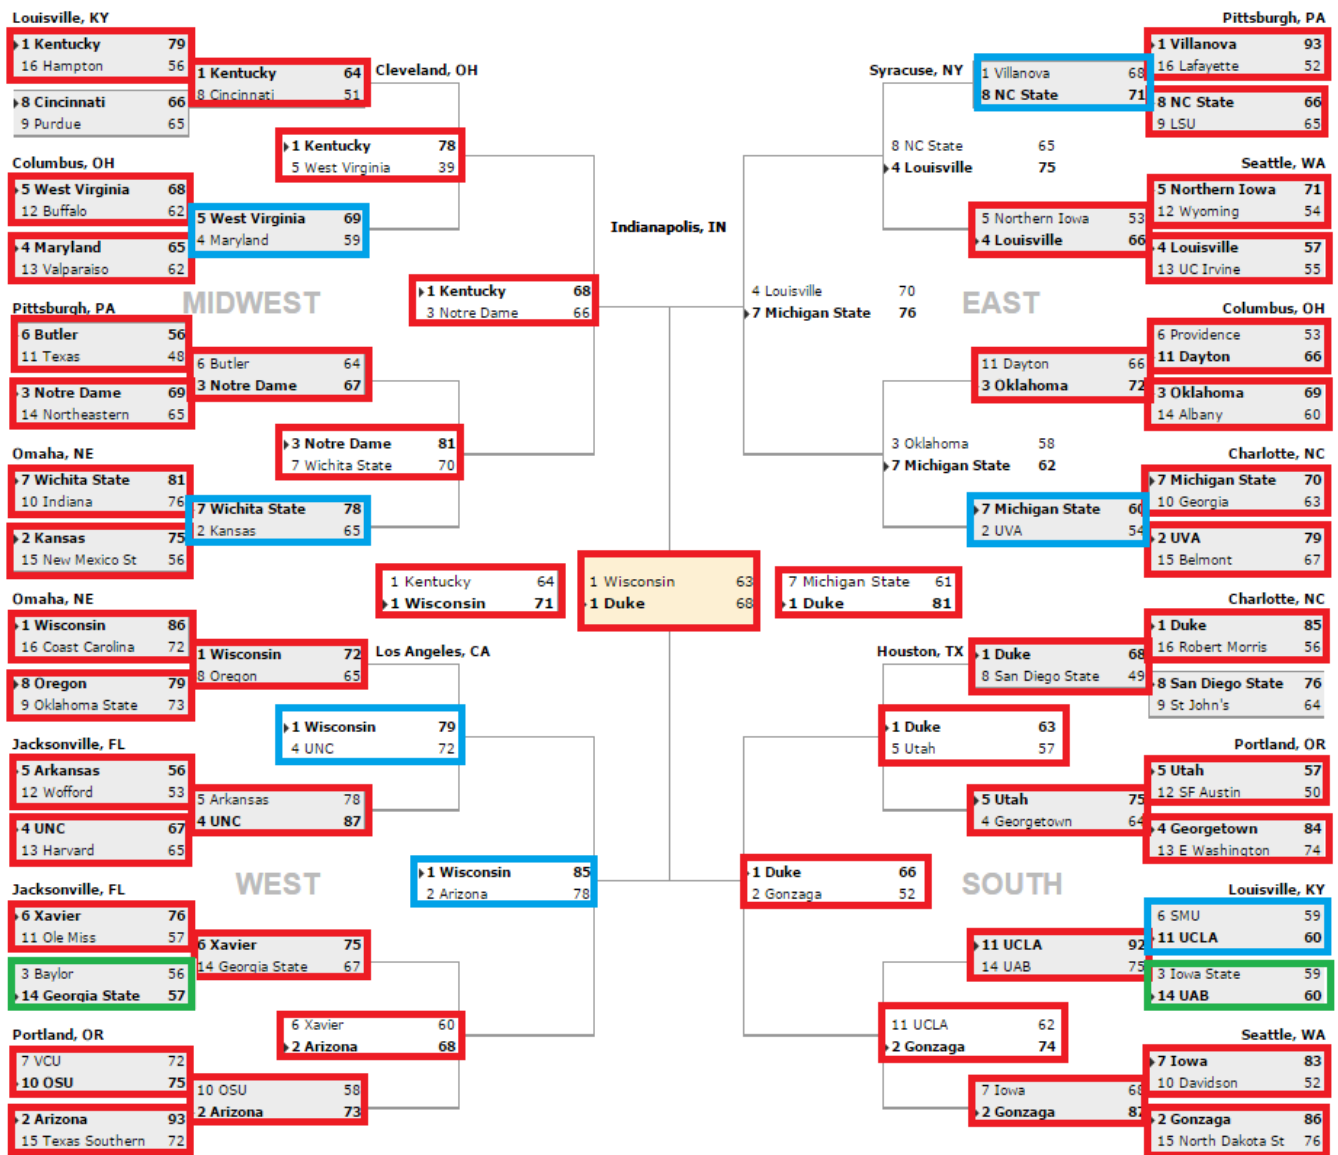 Louisville, KY
1 Kentucky 79
16 Hampton 56
8 Cincinnati 66
9 Purdue 65
Columbus, OH
5 West Virginia 68
12 Buffalo 62
4 Maryland 65
13 Valparaiso 62
Pittsburgh, PA
6 Butler 56
11 Texas 48
3 Notre Dame 69
14 Northeastern 65
Omaha, NE
7 Wichita State 81
10 Indiana 76
2 Kansas 75
15 New Mexico St 56
Omaha, NE
1 Wisconsin 86
16 Coast Carolina 72
8 Oregon 79
9 Oklahoma State 73
Jacksonville, FL
5 Arkansas 56
12 Wofford 53
4 UNC 67
13 Harvard 65
Jacksonville, FL
6 Xavier 76
11 Ole Miss 57
3 Baylor 56
14 Georgia State 57
Portland, OR
7 VCU 72
10 OSU 75
2 Arizona 93
15 Texas Southern 72
1 Kentucky 64
8 Cincinnati 51
5 West Virginia 69
4 Maryland 59
6 Butler 64
3 Notre Dame 67
7 Wichita State 78
2 Kansas 65
1 Wisconsin 72
8 Oregon 65
5 Arkansas 78
4 UNC 87
6 Xavier 75
14 Georgia State 67
10 OSU 58
2 Arizona 73
Cleveland, OH
1 Kentucky 78
5 West Virginia 39
MIDWEST
3 Notre Dame 81
7 Wichita State 70
Los Angeles, CA
1 Wisconsin 79
4 UNC 72
WEST
6 Xavier 60
2 Arizona 68
1 Kentucky 68
3 Notre Dame 66
1 Wisconsin 85
2 Arizona 78
Indianapolis, IN
1 Kentucky 64
1 Wisconsin 71
1 Wisconsin 63
1 Duke 68
7 Michigan State 61
1 Duke 81
4 Louisville 70
7 Michigan State 76
1 Duke 66
2 Gonzaga 52
Syracuse, NY
8 NC State 65
4 Louisville 75
EAST
3 Oklahoma 58
7 Michigan State 62
Houston, TX
1 Duke 63
5 Utah 57
SOUTH
11 UCLA 62
2 Gonzaga 74
1 Villanova 68
8 NC State 71
5 Northern Iowa 53
4 Louisville 66
11 Dayton 66
3 Oklahoma 72
7 Michigan State 60
2 UVA 54
1 Duke 68
8 San Diego State 49
5 Utah 75
4 Georgetown 64
11 UCLA 92
14 UAB 75
7 Iowa 68
2 Gonzaga 87
Pittsburgh, PA
1 Villanova 93
16 Lafayette 52
8 NC State 66
9 LSU 65
Seattle, WA
5 Northern Iowa 71
12 Wyoming 54
4 Louisville 57
13 UC Irvine 55
Columbus, OH
6 Providence 53
11 Dayton 66
3 Oklahoma 69
14 Albany 60
Charlotte, NC
7 Michigan State 70
10 Georgia 63
2 UVA 79
15 Belmont 67
Charlotte, NC
1 Duke 85
16 Robert Morris 56
8 San Diego State 76
9 St John's 64
Portland, OR
5 Utah 57
12 SF Austin 50
4 Georgetown 84
13 E Washington 74
Louisville, KY
6 SMU 59
11 UCLA 60
3 Iowa State 59
14 UAB 60
Seattle, WA
7 Iowa 83
10 Davidson 52
2 Gonzaga 86
15 North Dakota St 76